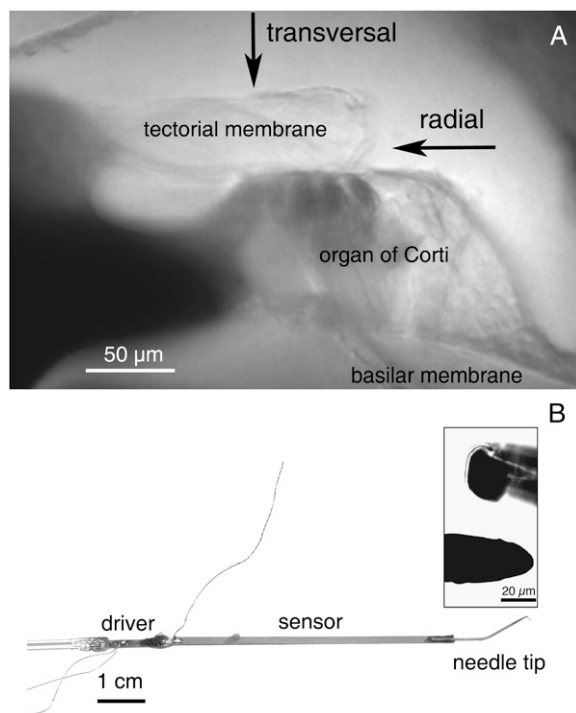 A
transversal
tectorial membrane
radial
organ of Corti
50 µm
basilar membrane
B
20 µm
driver
sensor
needle tip
1 cm